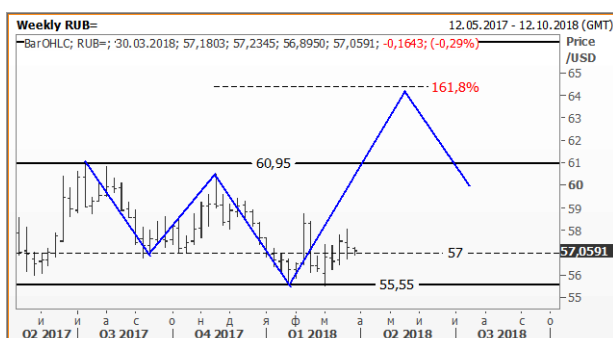 Weekly RUB= 12.05.2017 - 12.10.2018 (GMT)
BarOHLC; RUB=; 30.03.2018; 57,1803; 57,2345; 56,8950; 57,0591; -0,1643; (-0,29%)
Price
/USD
161,8%
65
64
63
62
60,95
61
60
59
58
57
57,0591
56
55,55
55
и и а с о н д я ф м а м и и а с о
Q2 2017 Q3 2017 Q4 2017 Q1 2018 Q2 2018 Q3 2018